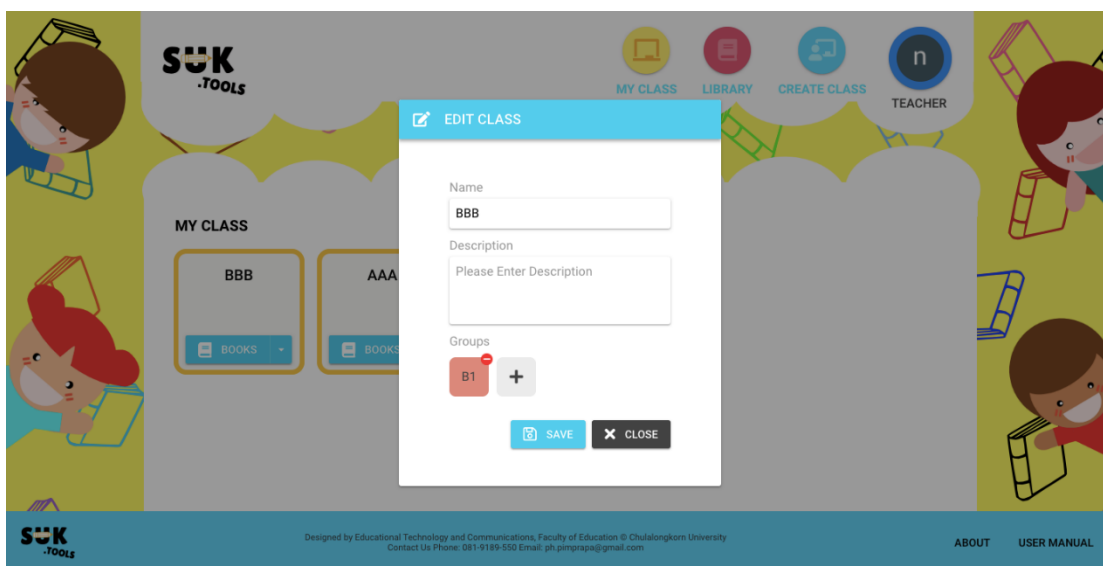 SUK
.TOOLS
MY CLASS
LIBRARY
CREATE CLASS
n
TEACHER
EDIT CLASS
Name
BBB
Description
Please Enter Description
Groups
B1
+
SAVE
CLOSE
MY CLASS
BBB
BOOKS
AAA
BOOKS
SUK
.TOOLS
Designed by Educational Technology and Communications, Faculty of Education © Chulalongkorn University
Contact Us Phone: 081-9189-550 Email: ph.pimprapa@gmail.com
ABOUT
USER MANUAL